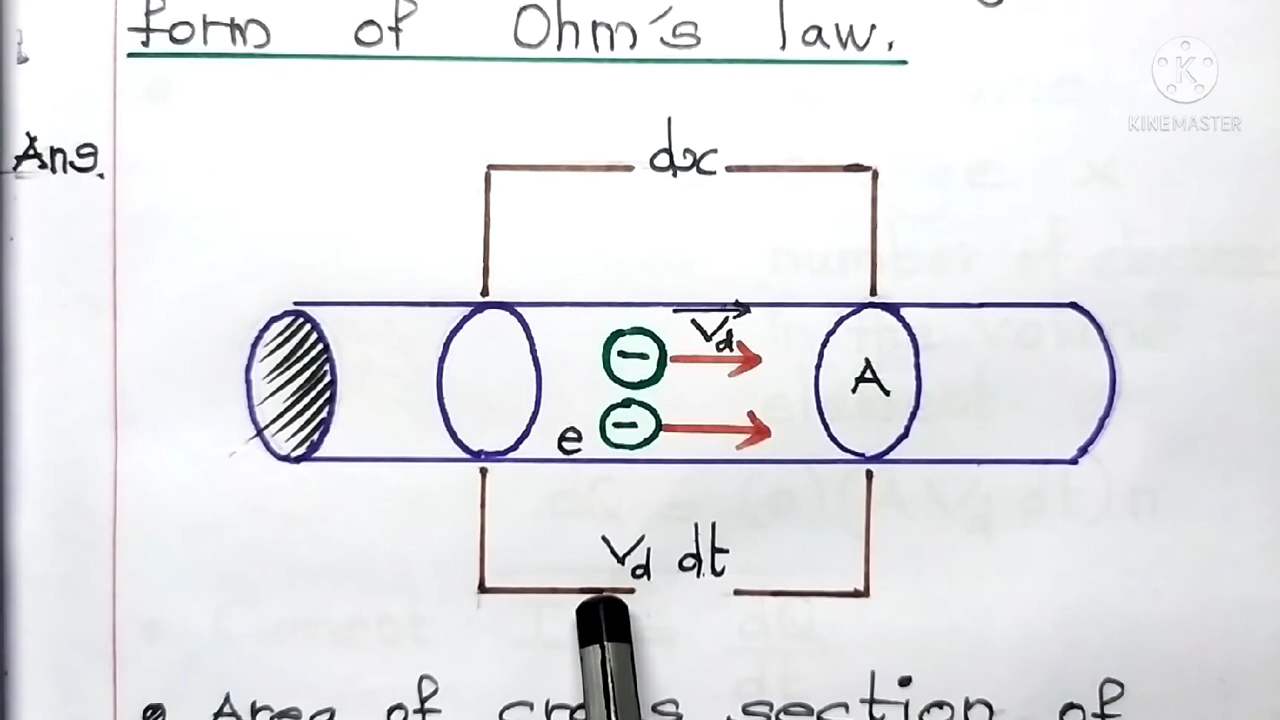 form of Ohm's law.
K
KINEMASTER
Ans.
dx
Vd
A
e
Vd dt
• Area of cross section of